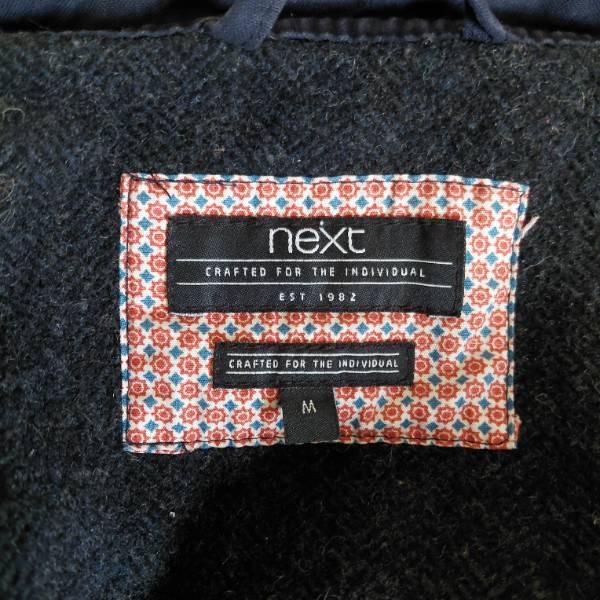 next
CRAFTED FOR THE INDIVIDUAL
EST 1982
CRAFTED FOR THE INDIVIDUAL
M